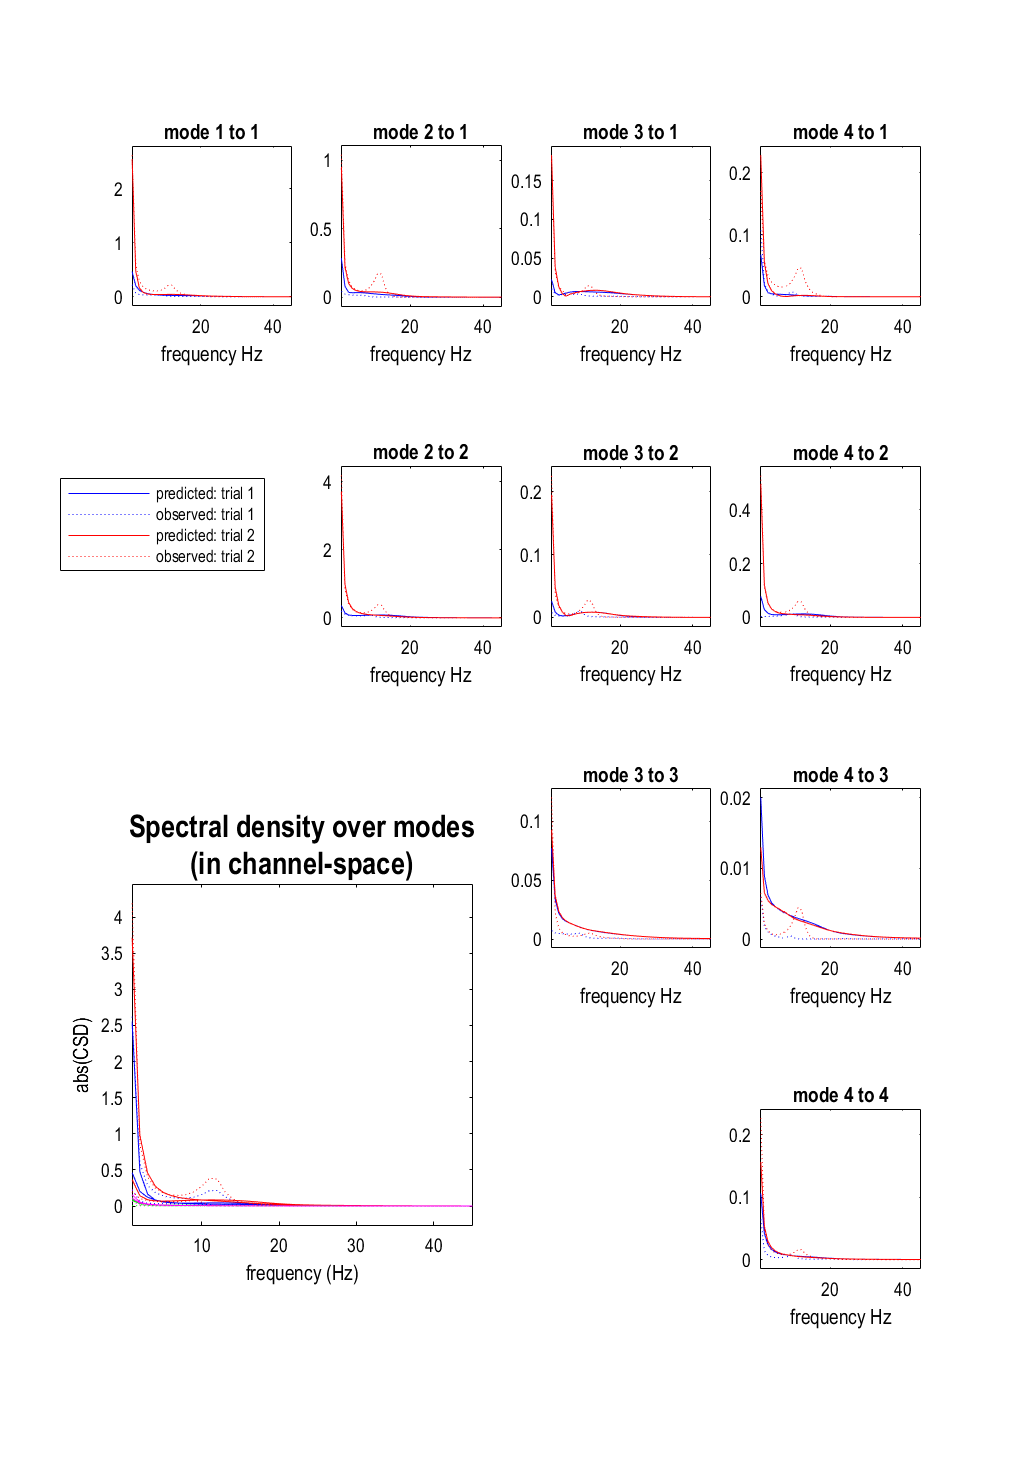 mode 1 to 1
mode 2 to 1
mode 3 to 1
mode 4 to 1
2
1
0
1
0.5
0
0.15
0.1
0.05
0
0.2
0.1
0
20 40
20 40
20 40
20 40
frequency Hz
frequency Hz
frequency Hz
frequency Hz
mode 2 to 2
mode 3 to 2
mode 4 to 2
predicted: trial 1
observed: trial 1
predicted: trial 2
observed: trial 2
4
2
0
0.2
0.1
0
0.4
0.2
0
20 40
20 40
20 40
frequency Hz
frequency Hz
frequency Hz
mode 3 to 3
mode 4 to 3
0.1
0.05
0
0.02
0.01
0
20 40
20 40
frequency Hz
frequency Hz
Spectral density over modes
(in channel-space)
4
3.5
3
2.5
2
1.5
1
0.5
0
abs(CSD)
10 20 30 40
frequency (Hz)
mode 4 to 4
0.2
0.1
0
20 40
frequency Hz